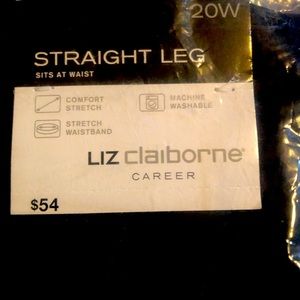 20W
STRAIGHT LEG
SITS AT WAIST
COMFORT
STRETCH
MACHINE
WASHABLE
STRETCH
WAISTBAND
LIZ claiborne®
CAREER
$54